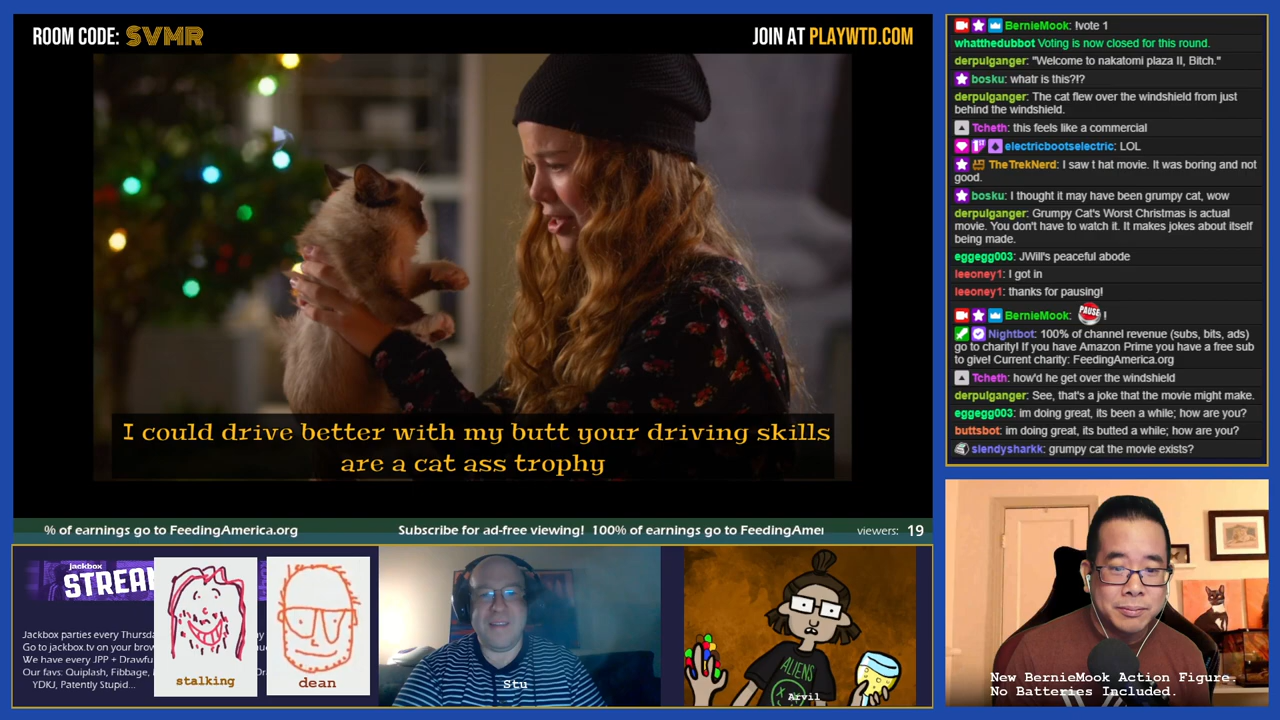 ROOM CODE: SVMR
JOIN AT PLAYWTD.COM
I could drive better with my butt your driving skills
are a cat ass trophy
% of earnings go to FeedingAmerica.org
Subscribe for ad-free viewing! 100% of earnings go to FeedingAmer
viewers: 19
jackbox
STREAM
Jackbox parties every Thursda
Go to jackbox.tv on your brow
We have every JPP + Drawfu
Our favs: Quiplash, Fibbage,
YDKJ, Patently Stupid...
stalking
dean
Stu
ALIENS
Arvil
BernieMook: !vote 1
whatthedubbot Voting is now closed for this round.
derpulganger: "Welcome to nakatomi plaza II, Bitch."
bosku: whatr is this?!?
derpulganger: The cat flew over the windshield from just
behind the windshield.
Tcheth: this feels like a commercial
electricbootselectric: LOL
TheTrekNerd: I saw t hat movie. It was boring and not
good.
bosku: I thought it may have been grumpy cat, wow
derpulganger: Grumpy Cat's Worst Christmas is actual
movie. You don't have to watch it. It makes jokes about itself
being made.
eggegg003: JWill's peaceful abode
leeoney1: I got in
leeoney1: thanks for pausing!
BernieMook: PAUSE !
Nightbot: 100% of channel revenue (subs, bits, ads)
go to charity! If you have Amazon Prime you have a free sub
to give! Current charity: FeedingAmerica.org
Tcheth: how'd he get over the windshield
derpulganger: See, that's a joke that the movie might make.
eggegg003: im doing great, its been a while; how are you?
buttsbot: im doing great, its butted a while; how are you?
slendysharkk: grumpy cat the movie exists?
New BernieMook Action Figure.
No Batteries Included.